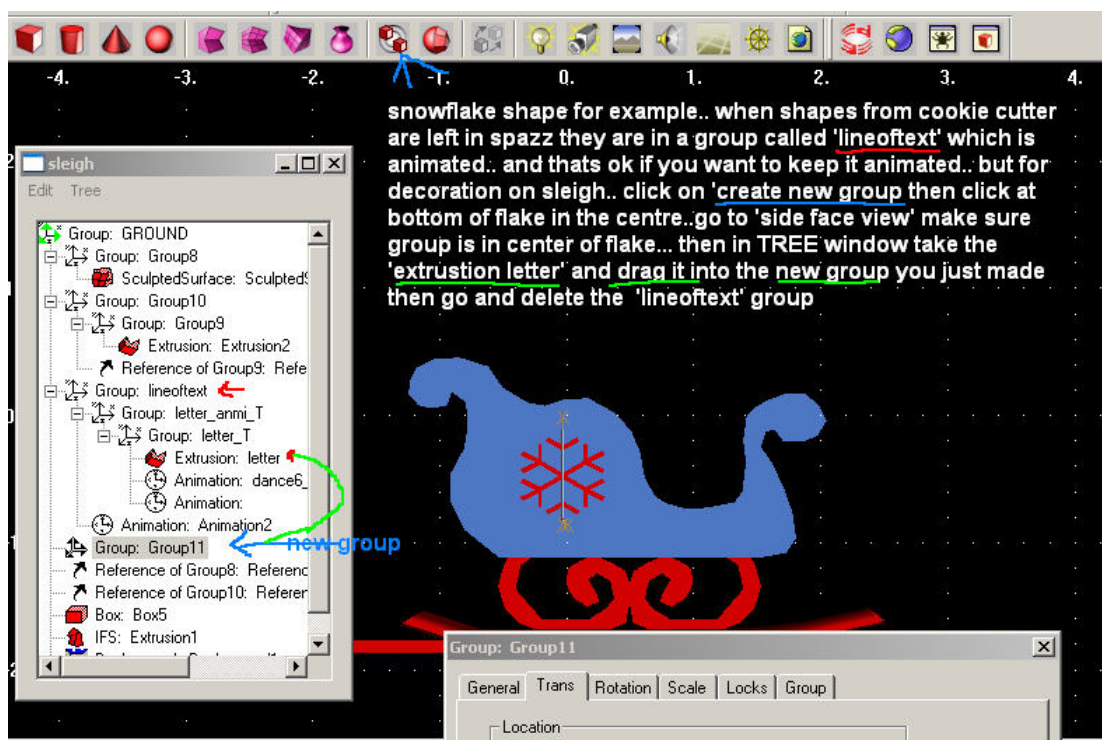 -4.
-3.
-2.
-1.
0.
1.
2.
3.
4.
snowflake shape for example.. when shapes from cookie cutter
are left in spazz they are in a group called 'lineoftext' which is
animated.. and thats ok if you want to keep it animated.. but for
decoration on sleigh.. click on 'create new group then click at
bottom of flake in the centre..go to 'side face view' make sure
group is in center of flake... then in TREE window take the
'extrustion letter' and drag it into the new group you just made
then go and delete the 'lineoftext' group
sleigh
Edit Tree
Group: GROUND
Group: Group8
SculptedSurface: SculptedS
Group: Group10
Group: Group9
Extrusion: Extrusion2
Reference of Group9: Refe
Group: lineoftext
Group: letter_anmi_T
Group: letter_T
Extrusion: letter
Animation: dance6_
Animation:
Animation: Animation2
Group: Group11
new group
Reference of Group8: Referenc
Reference of Group10: Referen
Box: Box5
IFS: Extrusion1
Group: Group11
General Trans Rotation Scale Locks Group
Location